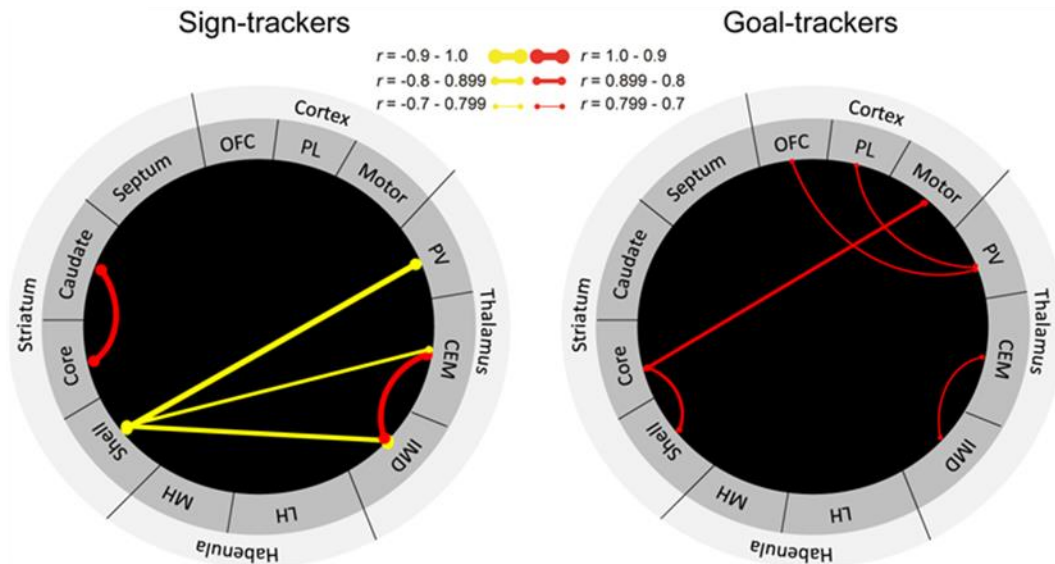 Sign-trackers
Goal-trackers
r = -0.9 - 1.0
1.0 - 0.9
r = -0.8 - 0.899
0.899 - 0.8
r = -0.7 - 0.799
0.799 - 0.7
Cortex
OFC
PL
Motor
Thalamus
PV
CEM
IMD
Habenula
LH
MH
Striatum
Shell
Core
Caudate
Septum
Cortex
OFC
PL
Motor
Thalamus
PV
CEM
IMD
Habenula
LH
MH
Striatum
Shell
Core
Caudate
Septum